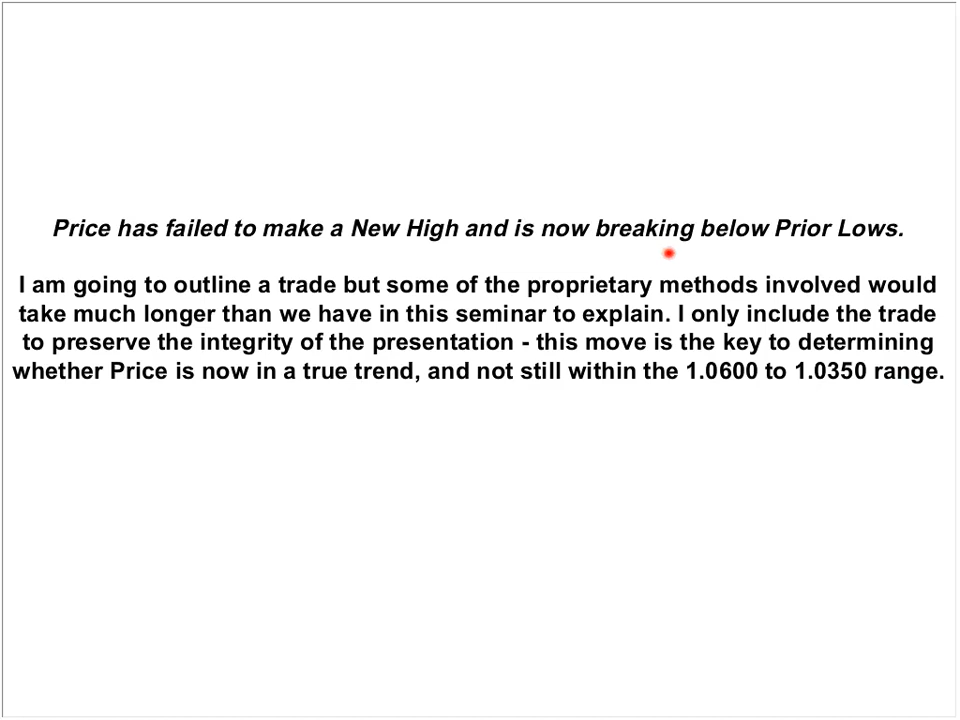 Price has failed to make a New High and is now breaking below Prior Lows.
I am going to outline a trade but some of the proprietary methods involved would
take much longer than we have in this seminar to explain. I only include the trade
to preserve the integrity of the presentation - this move is the key to determining
whether Price is now in a true trend, and not still within the 1.0600 to 1.0350 range.